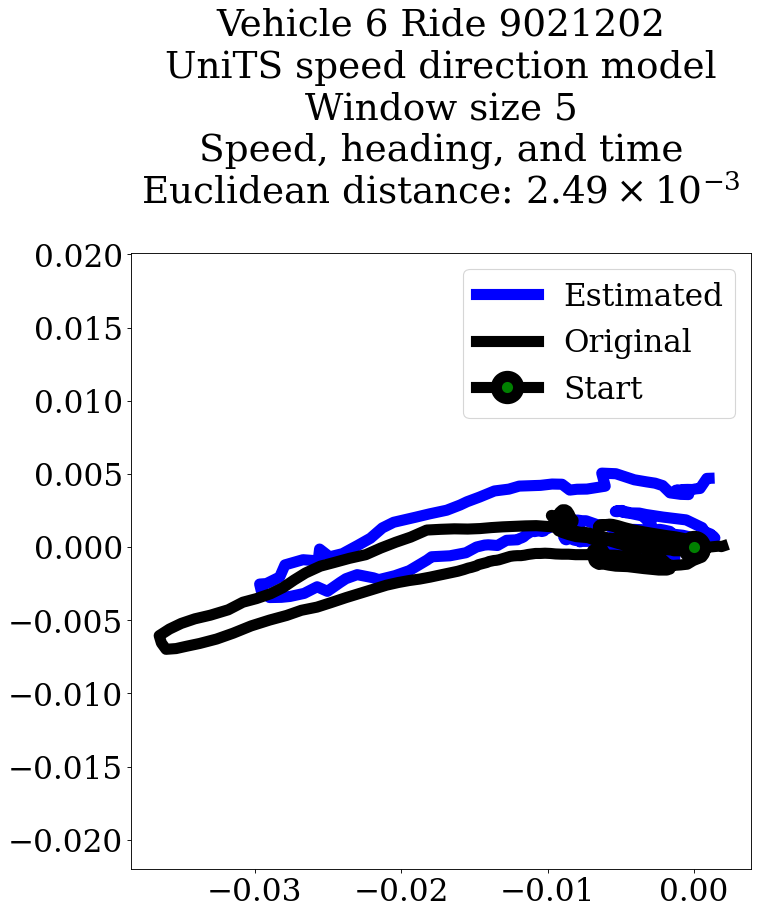 Vehicle 6 Ride 9021202
UniTS speed direction model
Window size 5
Speed, heading, and time
Euclidean distance: 2.49 × 10⁻³
Estimated
Original
Start
0.020
0.015
0.010
0.005
0.000
−0.005
−0.010
−0.015
−0.020
−0.03 −0.02 −0.01 0.00